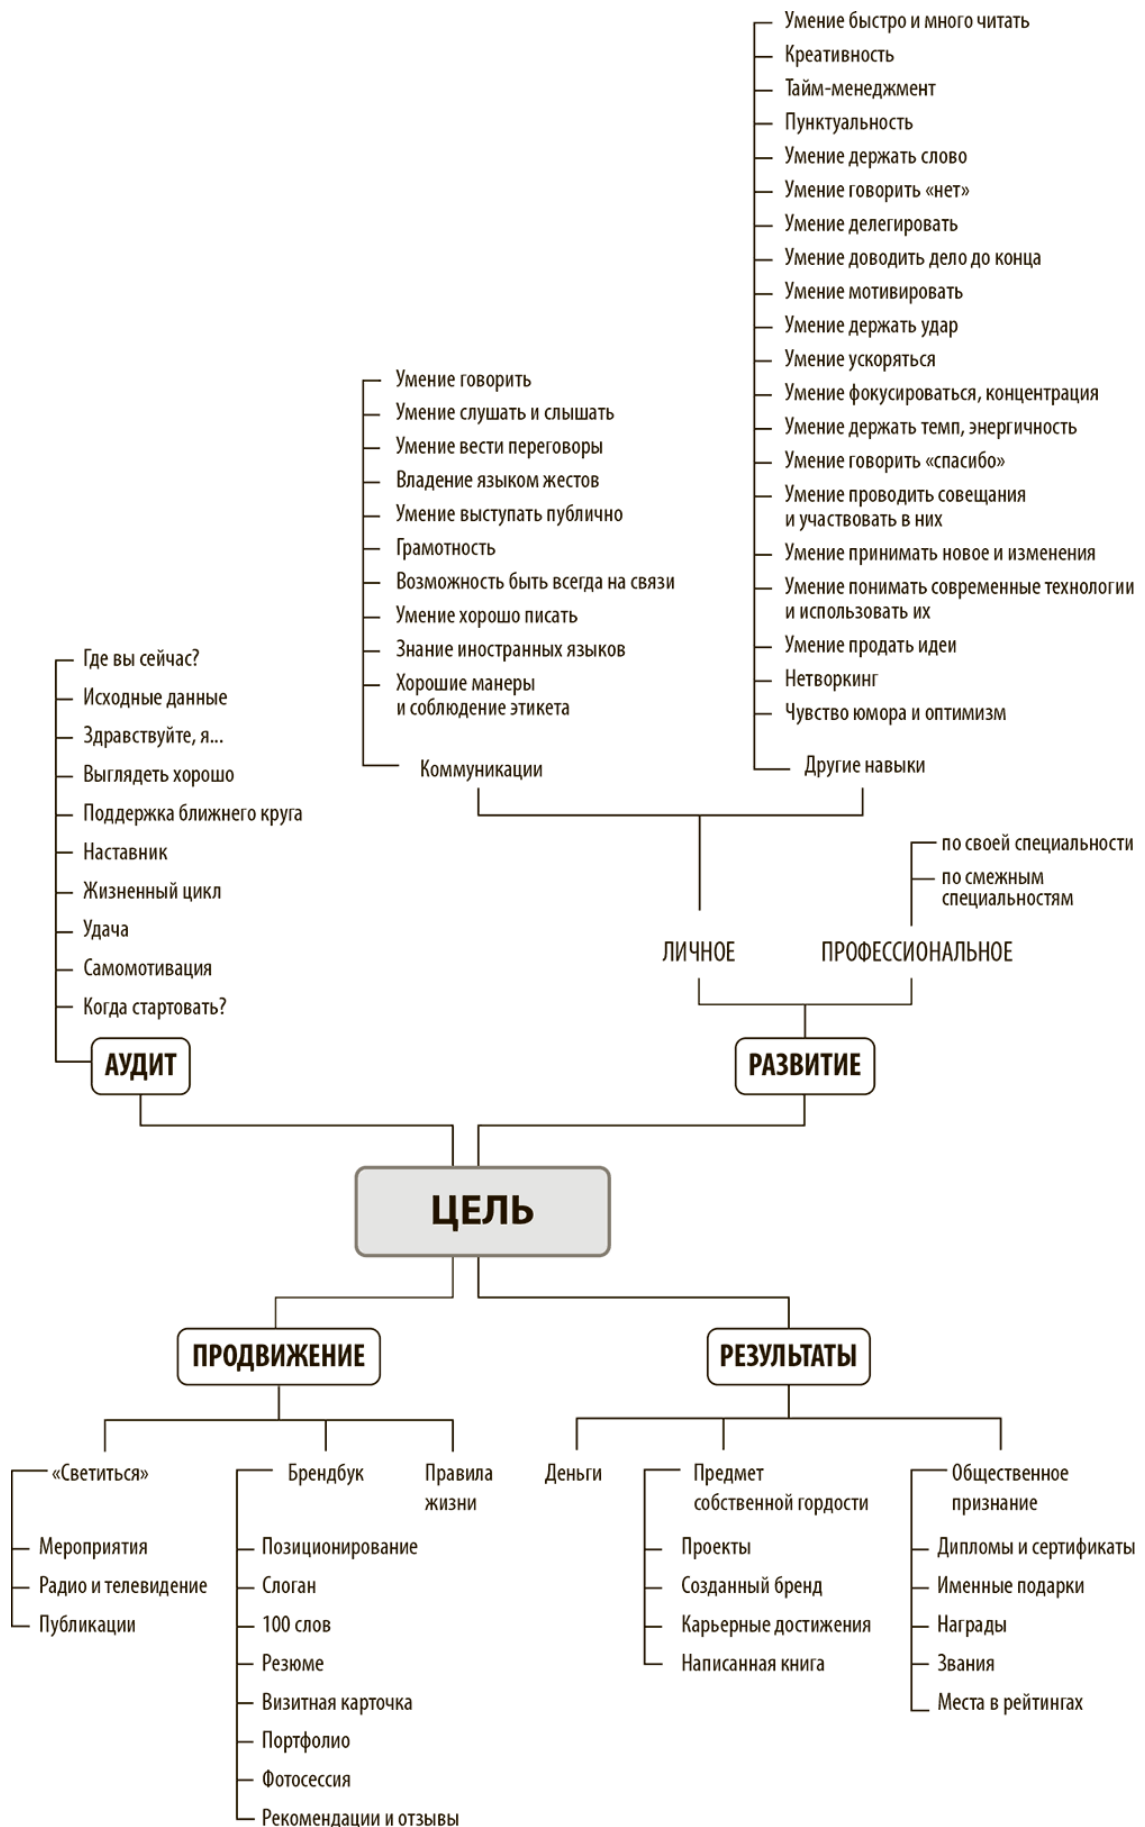 Умение быстро и много читать
Креативность
Тайм-менеджмент
Пунктуальность
Умение держать слово
Умение говорить «нет»
Умение делегировать
Умение доводить дело до конца
Умение мотивировать
Умение держать удар
Умение ускоряться
Умение фокусироваться, концентрация
Умение держать темп, энергичность
Умение говорить «спасибо»
Умение проводить совещания
и участвовать в них
Умение принимать новое и изменения
Умение понимать современные технологии
и использовать их
Умение продать идеи
Нетворкинг
Чувство юмора и оптимизм
Другие навыки
Умение говорить
Умение слушать и слышать
Умение вести переговоры
Владение языком жестов
Умение выступать публично
Грамотность
Возможность быть всегда на связи
Умение хорошо писать
Знание иностранных языков
Хорошие манеры
и соблюдение этикета
Коммуникации
Где вы сейчас?
Исходные данные
Здравствуйте, я...
Выглядеть хорошо
Поддержка ближнего круга
Наставник
Жизненный цикл
Удача
Самомотивация
Когда стартовать?
по своей специальности
по смежным
специальностям
ЛИЧНОЕ
ПРОФЕССИОНАЛЬНОЕ
АУДИТ
РАЗВИТИЕ
ЦЕЛЬ
ПРОДВИЖЕНИЕ
РЕЗУЛЬТАТЫ
«Светиться»
Мероприятия
Радио и телевидение
Публикации
Брендбук
Позиционирование
Слоган
100 слов
Резюме
Визитная карточка
Портфолио
Фотосессия
Рекомендации и отзывы
Правила
жизни
Деньги
Предмет
собственной гордости
Проекты
Созданный бренд
Карьерные достижения
Написанная книга
Общественное
признание
Дипломы и сертификаты
Именные подарки
Награды
Звания
Места в рейтингах